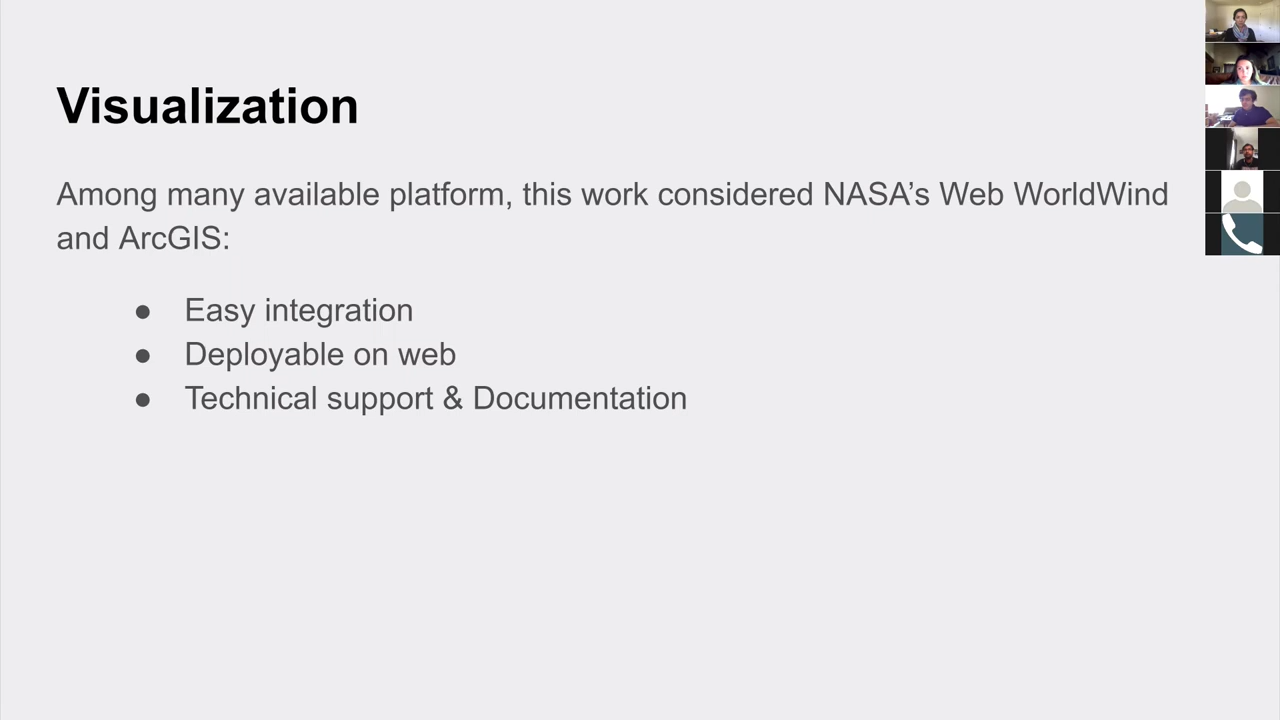 Visualization
Among many available platform, this work considered NASA’s Web WorldWind
and ArcGIS:
● Easy integration
● Deployable on web
● Technical support & Documentation